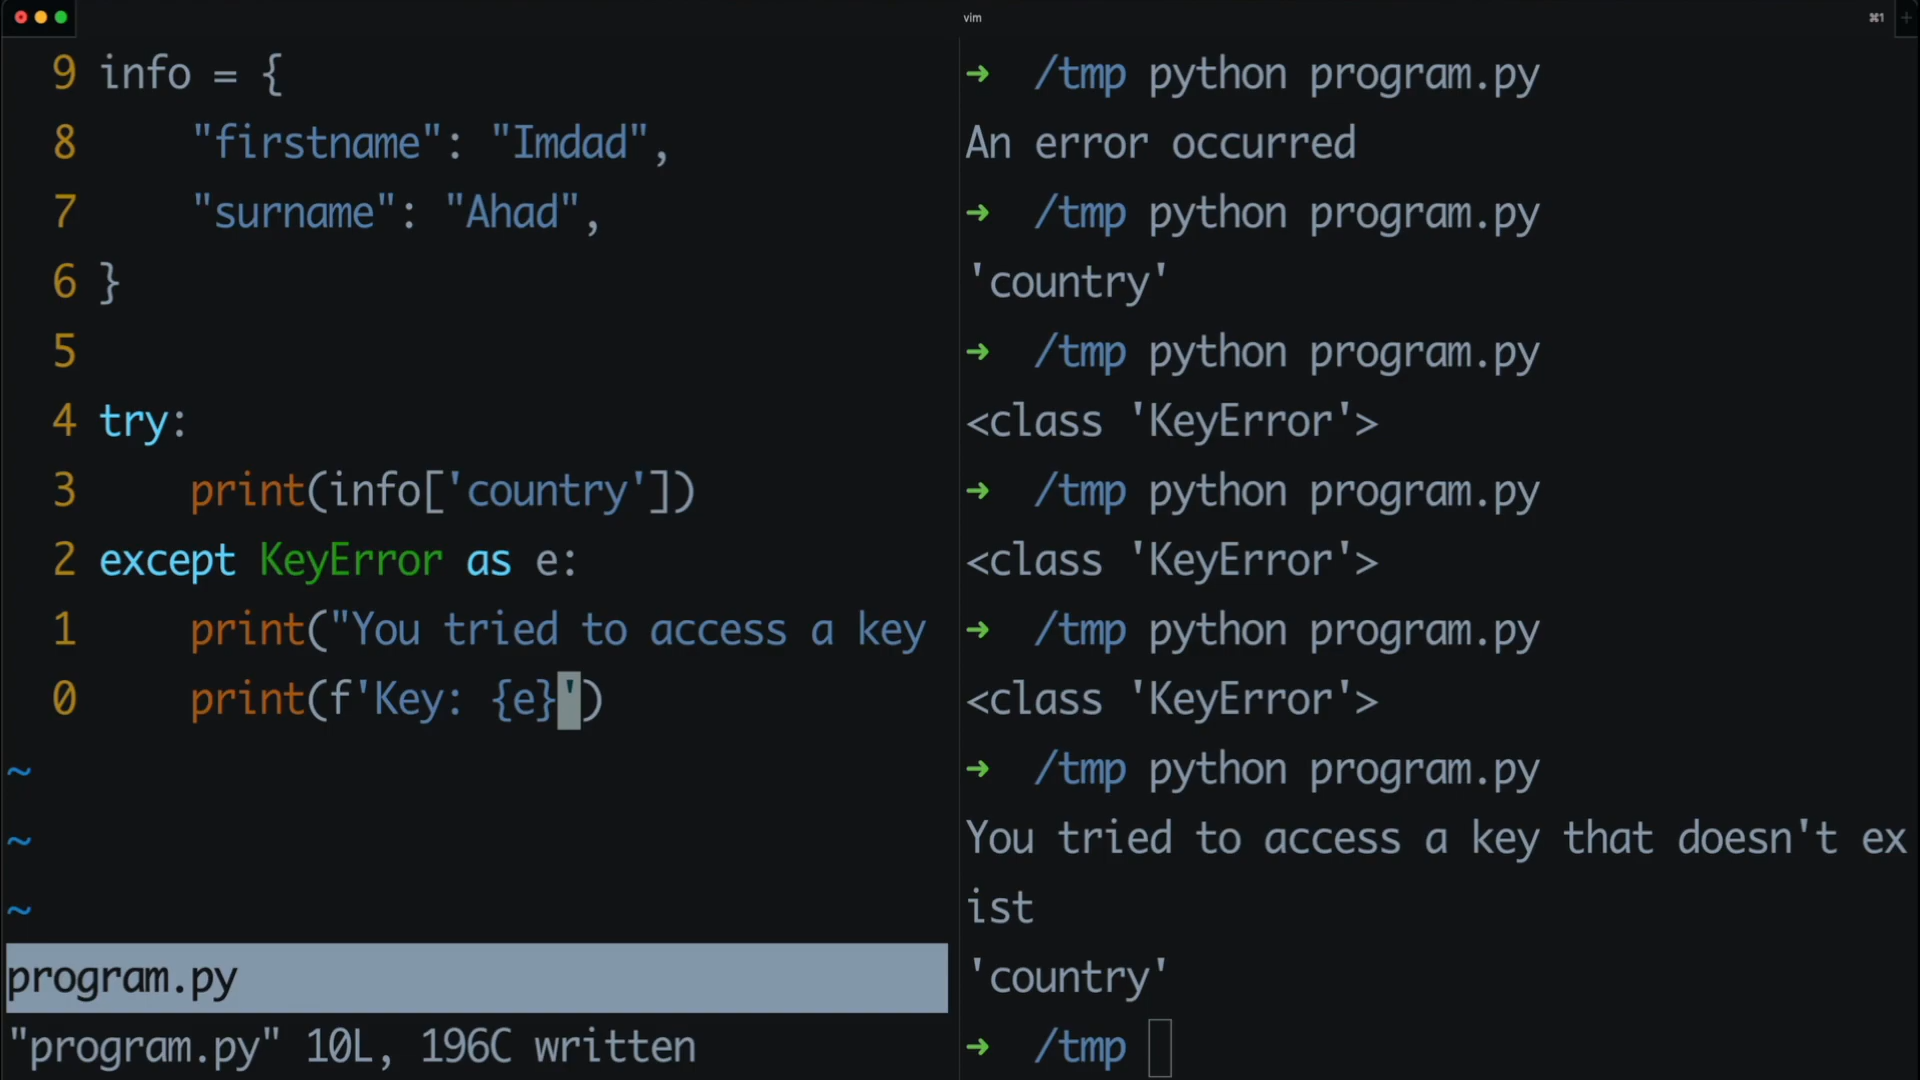 vim
⌘1
+
9 info = {
8     "firstname": "Imdad",
7     "surname": "Ahad",
6 }
5
4 try:
3     print(info['country'])
2 except KeyError as e:
1     print("You tried to access a key
0     print(f'Key: {e}')
~
~
~
program.py
"program.py" 10L, 196C written
➜  /tmp python program.py
An error occurred
➜  /tmp python program.py
'country'
➜  /tmp python program.py
<class 'KeyError'>
➜  /tmp python program.py
<class 'KeyError'>
➜  /tmp python program.py
<class 'KeyError'>
➜  /tmp python program.py
You tried to access a key that doesn't ex
ist
'country'
➜  /tmp